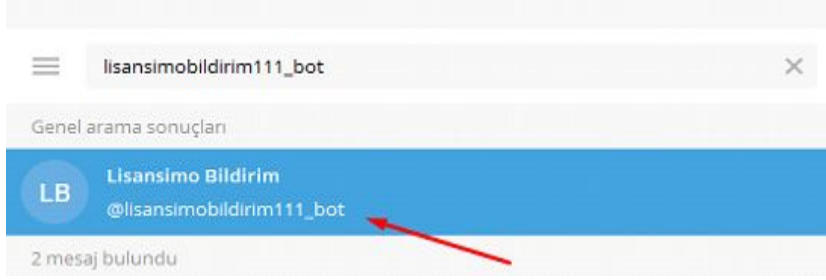 lisansimobildirim111_bot
Genel arama sonuçları
LB
Lisansimo Bildirim
@lisansimobildirim111_bot
2 mesaj bulundu